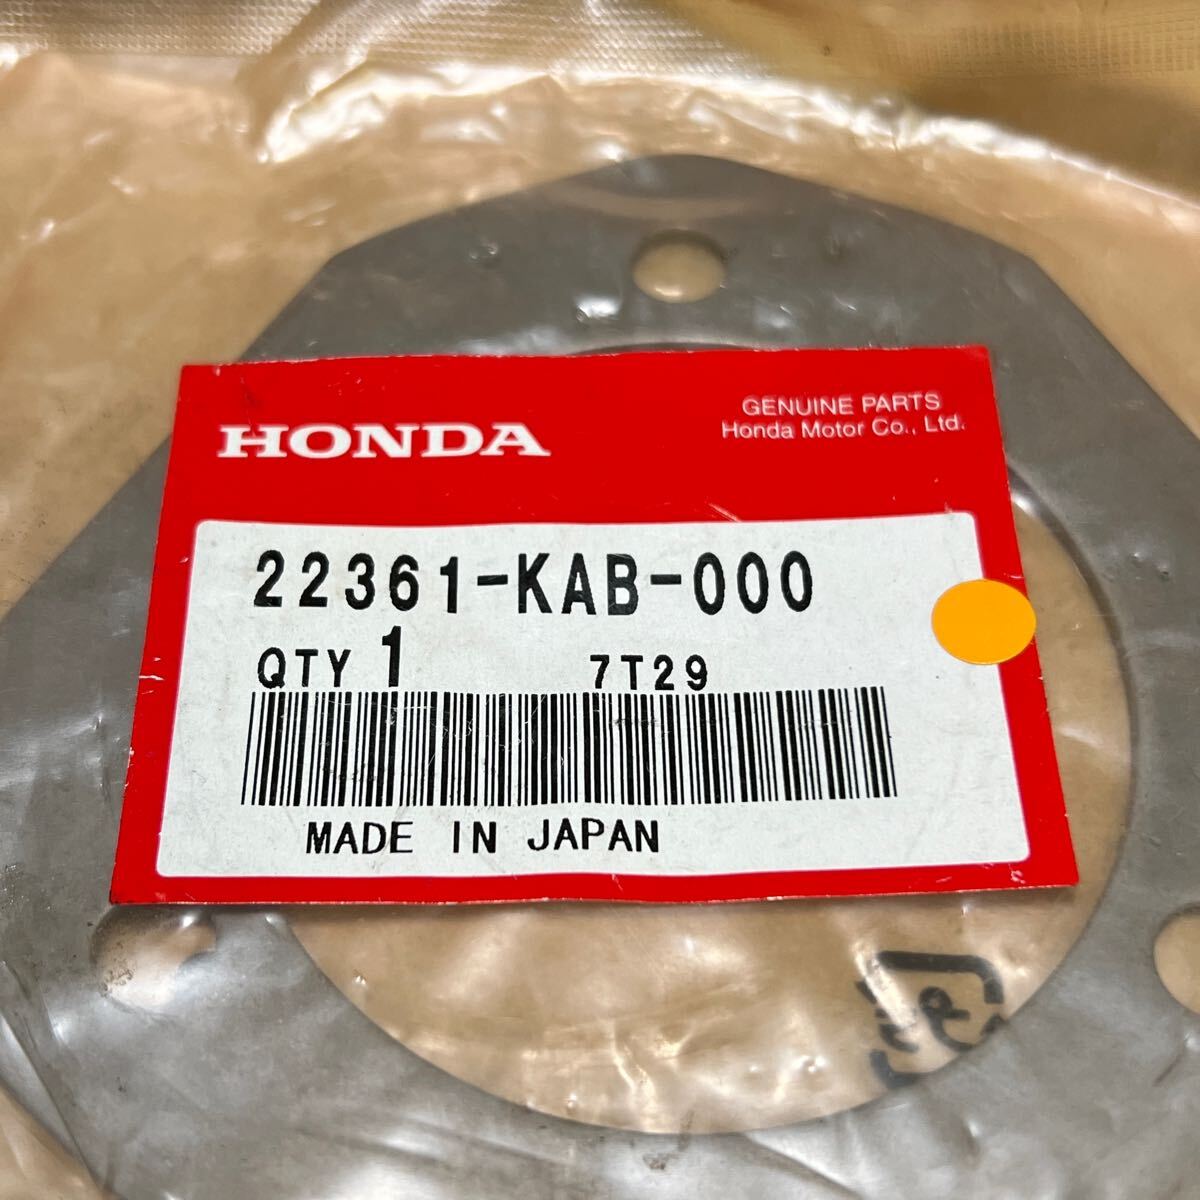 HONDA
GENUINE PARTS
Honda Motor Co., Ltd.
22361-KAB-000
QTY 1 7T29
MADE IN JAPAN